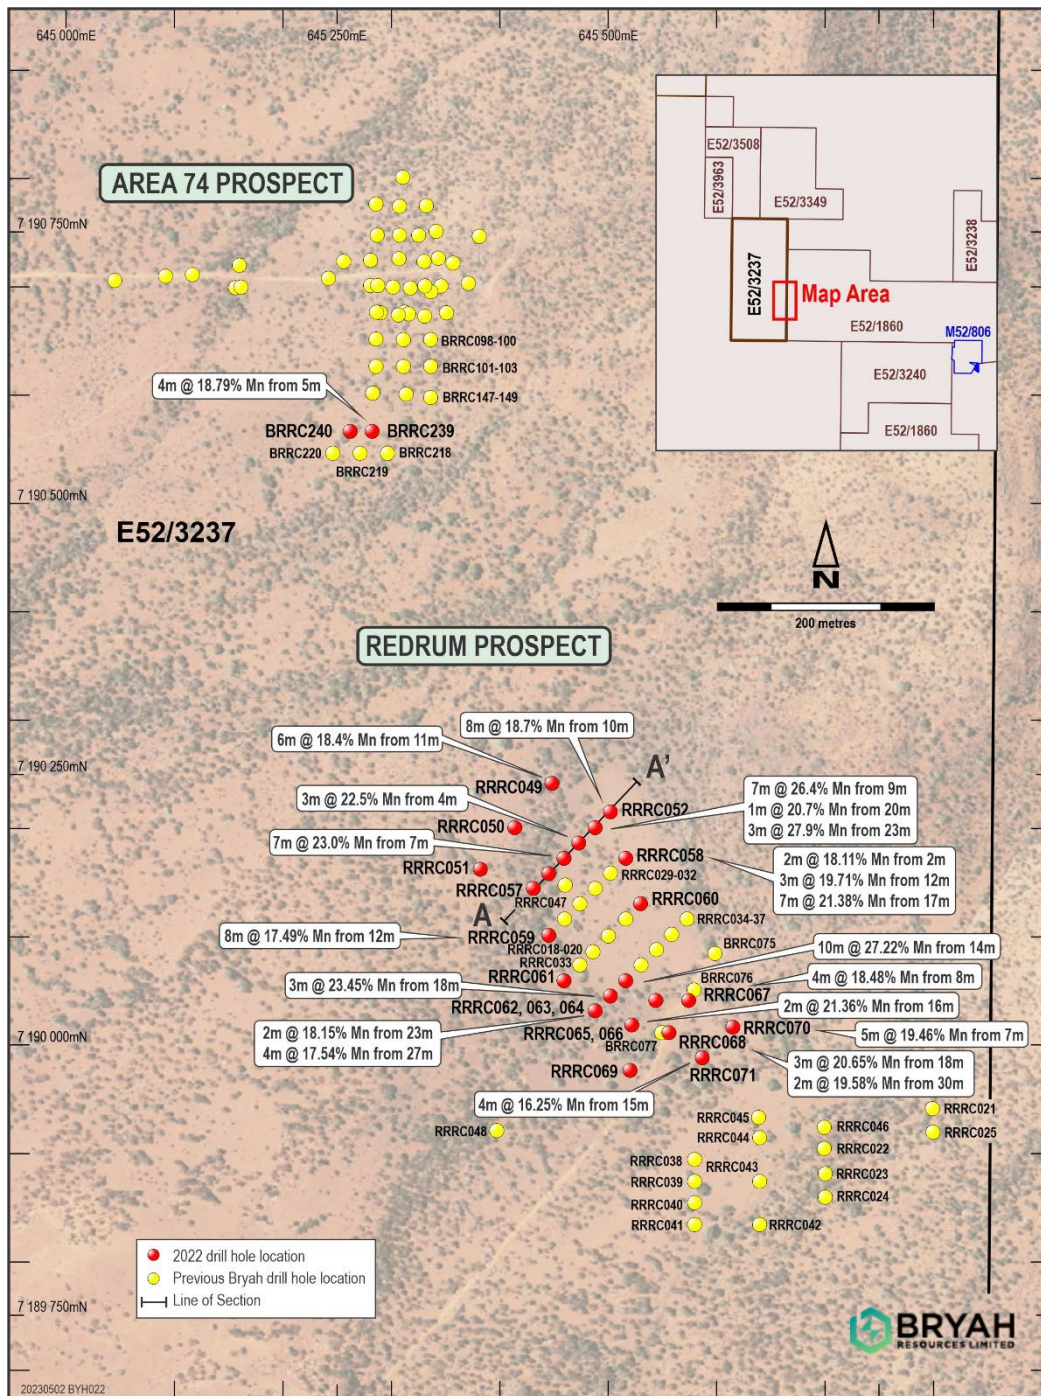 645 000mE
645 250mE
645 500mE
E52/3508
E52/3963
E52/3349
E52/3238
E52/3237
Map Area
E52/1860
M52/806
E52/3240
E52/1860
AREA 74 PROSPECT
7 190 750mN
BRRC098-100
BRRC101-103
4m @ 18.79% Mn from 5m
BRRC147-149
BRRC240
BRRC239
BRRC220
BRRC218
BRRC219
7 190 500mN
E52/3237
N
200 metres
REDRUM PROSPECT
8m @ 18.7% Mn from 10m
6m @ 18.4% Mn from 11m
7 190 250mN
A'
RRRC049
3m @ 22.5% Mn from 4m
RRRC052
7m @ 26.4% Mn from 9m
1m @ 20.7% Mn from 20m
3m @ 27.9% Mn from 23m
RRRC050
7m @ 23.0% Mn from 7m
RRRC058
2m @ 18.11% Mn from 2m
3m @ 19.71% Mn from 12m
7m @ 21.38% Mn from 17m
RRRC051
RRRC029-032
RRRC057
RRRC047
RRRC060
A
RRRC034-37
8m @ 17.49% Mn from 12m
RRRC059
RRRC018-020
RRRC033
BRRC075
10m @ 27.22% Mn from 14m
RRRC061
BRRC076
4m @ 18.48% Mn from 8m
3m @ 23.45% Mn from 18m
RRRC062, 063, 064
RRRC067
2m @ 21.36% Mn from 16m
2m @ 18.15% Mn from 23m
4m @ 17.54% Mn from 27m
7 190 000mN
RRRC065, 066
BRRC077
RRRC068
RRRC070
5m @ 19.46% Mn from 7m
RRRC069
RRRC071
3m @ 20.65% Mn from 18m
2m @ 19.58% Mn from 30m
4m @ 16.25% Mn from 15m
RRRC048
RRRC045
RRRC044
RRRC046
RRRC022
RRRC021
RRRC025
RRRC038
RRRC043
RRRC039
RRRC023
RRRC040
RRRC024
RRRC041
RRRC042
2022 drill hole location
Previous Bryah drill hole location
Line of Section
7 189 750mN
BRYAH
RESOURCES LIMITED
20230502 BYH022